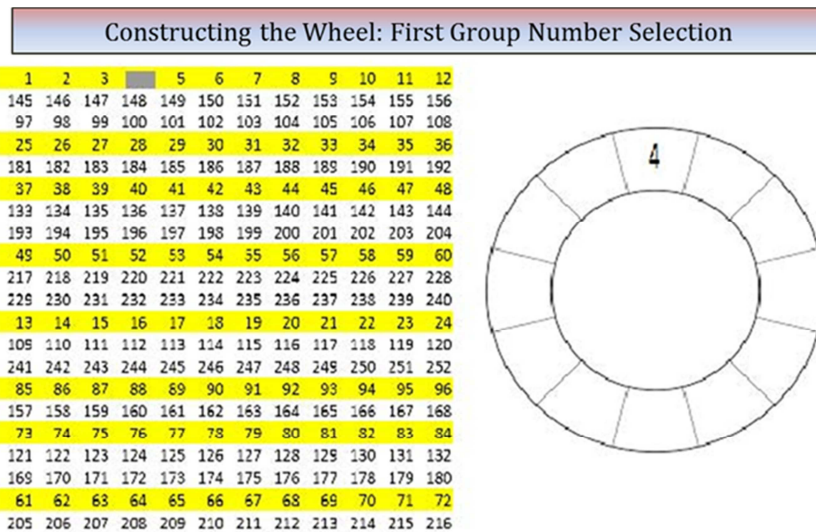 Constructing the Wheel: First Group Number Selection
1 2 3 5 6 7 8 9 10 11 12
145 146 147 148 149 150 151 152 153 154 155 156
97 98 99 100 101 102 103 104 105 106 107 108
25 26 27 28 29 30 31 32 33 34 35 36
181 182 183 184 185 186 187 188 189 190 191 192
37 38 39 40 41 42 43 44 45 46 47 48
133 134 135 136 137 138 139 140 141 142 143 144
193 194 195 196 197 198 199 200 201 202 203 204
49 50 51 52 53 54 55 56 57 58 59 60
217 218 219 220 221 222 223 224 225 226 227 228
229 230 231 232 233 234 235 236 237 238 239 240
13 14 15 16 17 18 19 20 21 22 23 24
109 110 111 112 113 114 115 116 117 118 119 120
241 242 243 244 245 246 247 248 249 250 251 252
85 86 87 88 89 90 91 92 93 94 95 96
157 158 159 160 161 162 163 164 165 166 167 168
73 74 75 76 77 78 79 80 81 82 83 84
121 122 123 124 125 126 127 128 129 130 131 132
169 170 171 172 173 174 175 176 177 178 179 180
61 62 63 64 65 66 67 68 69 70 71 72
205 206 207 208 209 210 211 212 213 214 215 216
4